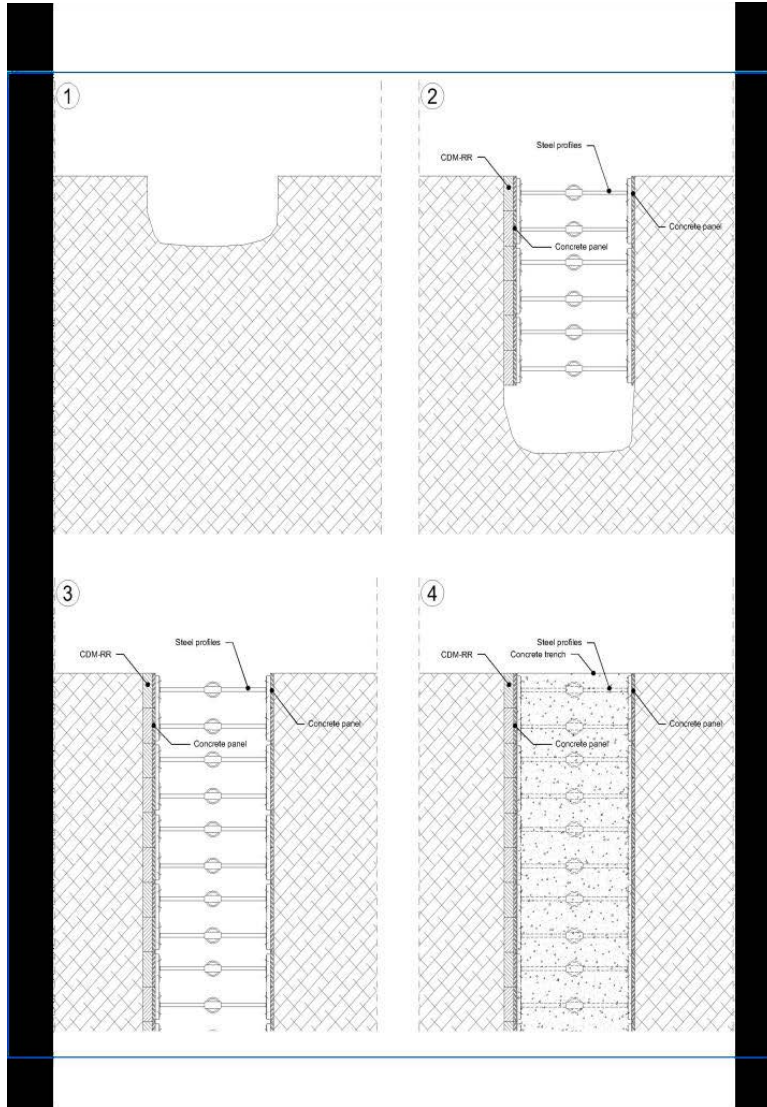 1
2
Steel profiles
CDM-RR
Concrete panel
Concrete panel
3
Steel profiles
CDM-RR
Concrete panel
Concrete panel
4
Steel profiles
Concrete trench
CDM-RR
Concrete panel
Concrete panel